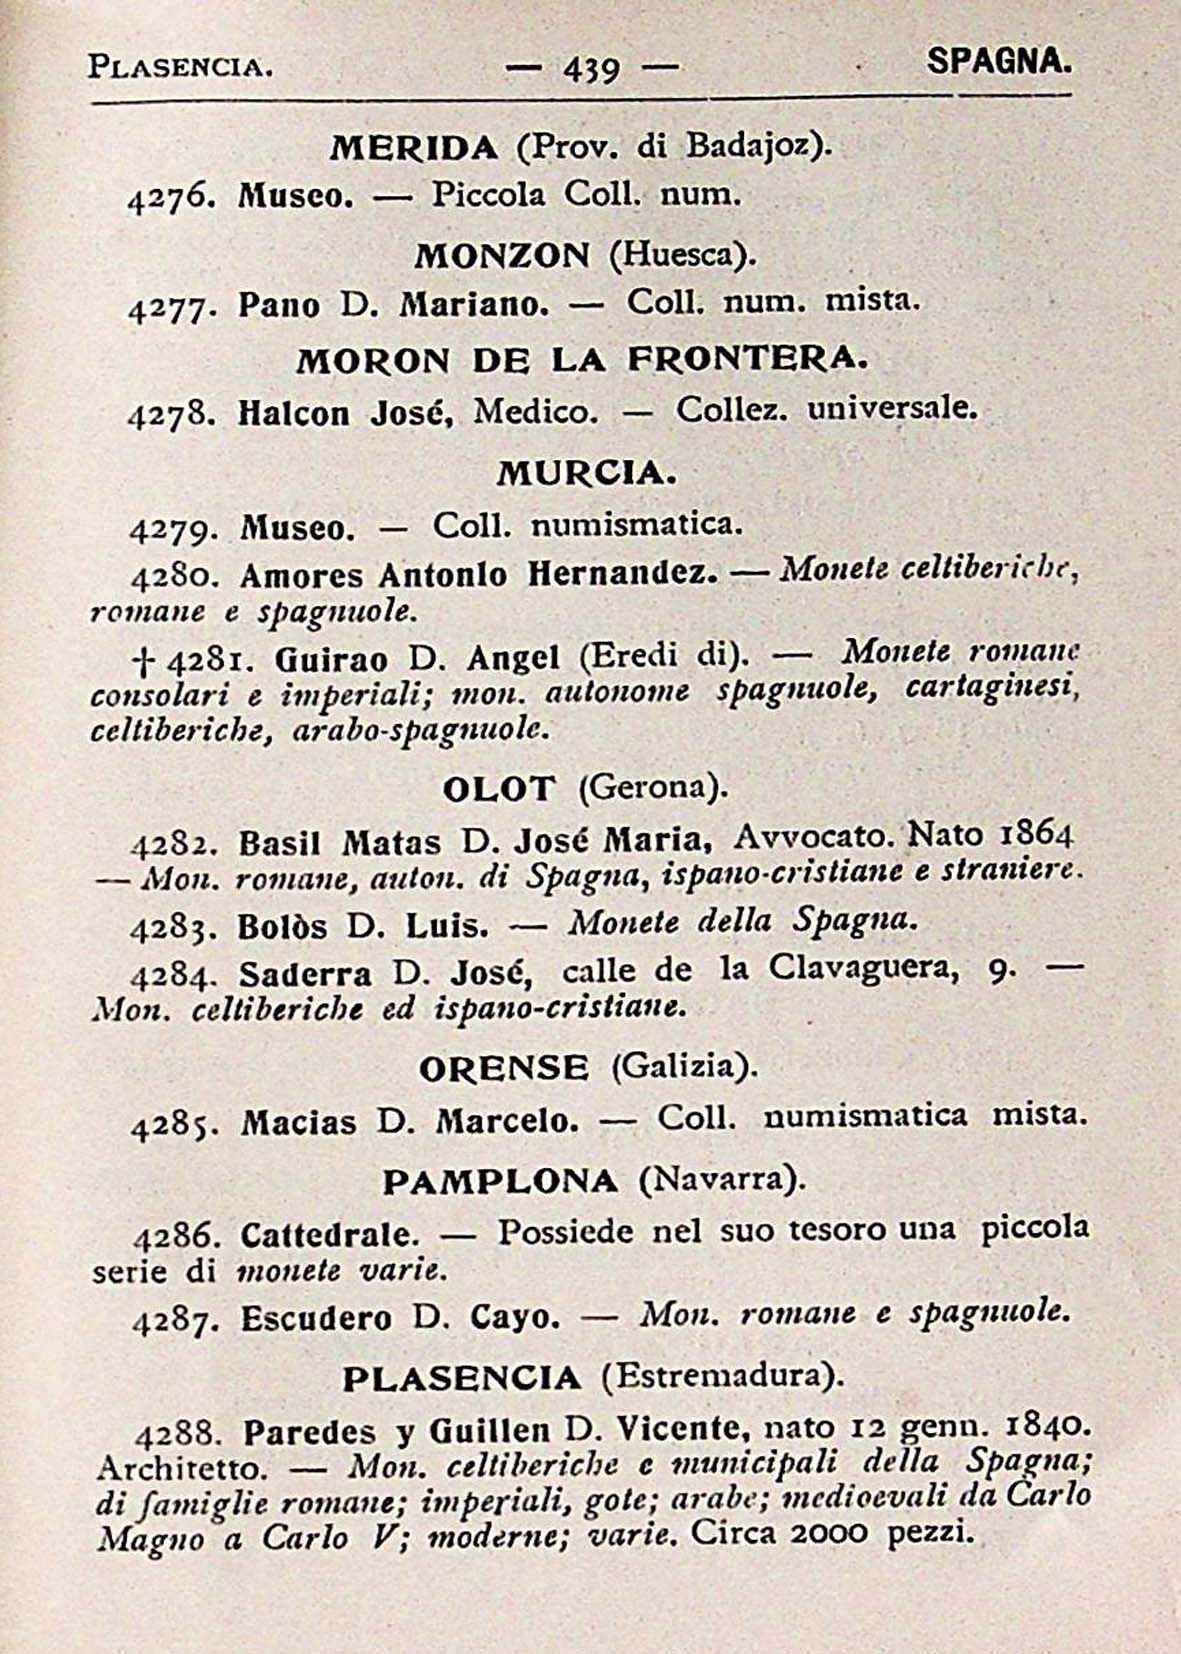 PLASENCIA. — 439 — SPAGNA.
MERIDA (Prov. di Badajoz).
4276. Museo. — Piccola Coll. num.
MONZON (Huesca).
4277. Pano D. Mariano. — Coll. num. mista.
MORON DE LA FRONTERA.
4278. Halcon José, Medico. — Collez. universale.
MURCIA.
4279. Museo. — Coll. numismatica.
4280. Amores Antonio Hernandez. — Monete celtiberiche,
romane e spagnuole.
† 4281. Guirao D. Angel (Eredi di). — Monete romane
consolari e imperiali; mon. autonome spagnuole, cartaginesi,
celtiberiche, arabo-spagnuole.
OLOT (Gerona).
4282. Basil Matas D. José Maria, Avvocato. Nato 1864
— Mon. romane, auton. di Spagna, ispano-cristiane e straniere.
4283. Bolòs D. Luis. — Monete della Spagna.
4284. Saderra D. José, calle de la Clavaguera, 9. —
Mon. celtiberiche ed ispano-cristiane.
ORENSE (Galizia).
4285. Macias D. Marcelo. — Coll. numismatica mista.
PAMPLONA (Navarra).
4286. Cattedrale. — Possiede nel suo tesoro una piccola
serie di monete varie.
4287. Escudero D. Cayo. — Mon. romane e spagnuole.
PLASENCIA (Estremadura).
4288. Paredes y Guillen D. Vicente, nato 12 genn. 1840.
Architetto. — Mon. celtiberiche e municipali della Spagna;
di famiglie romane; imperiali, gote; arabe; medioevali da Carlo
Magno a Carlo V; moderne; varie. Circa 2000 pezzi.